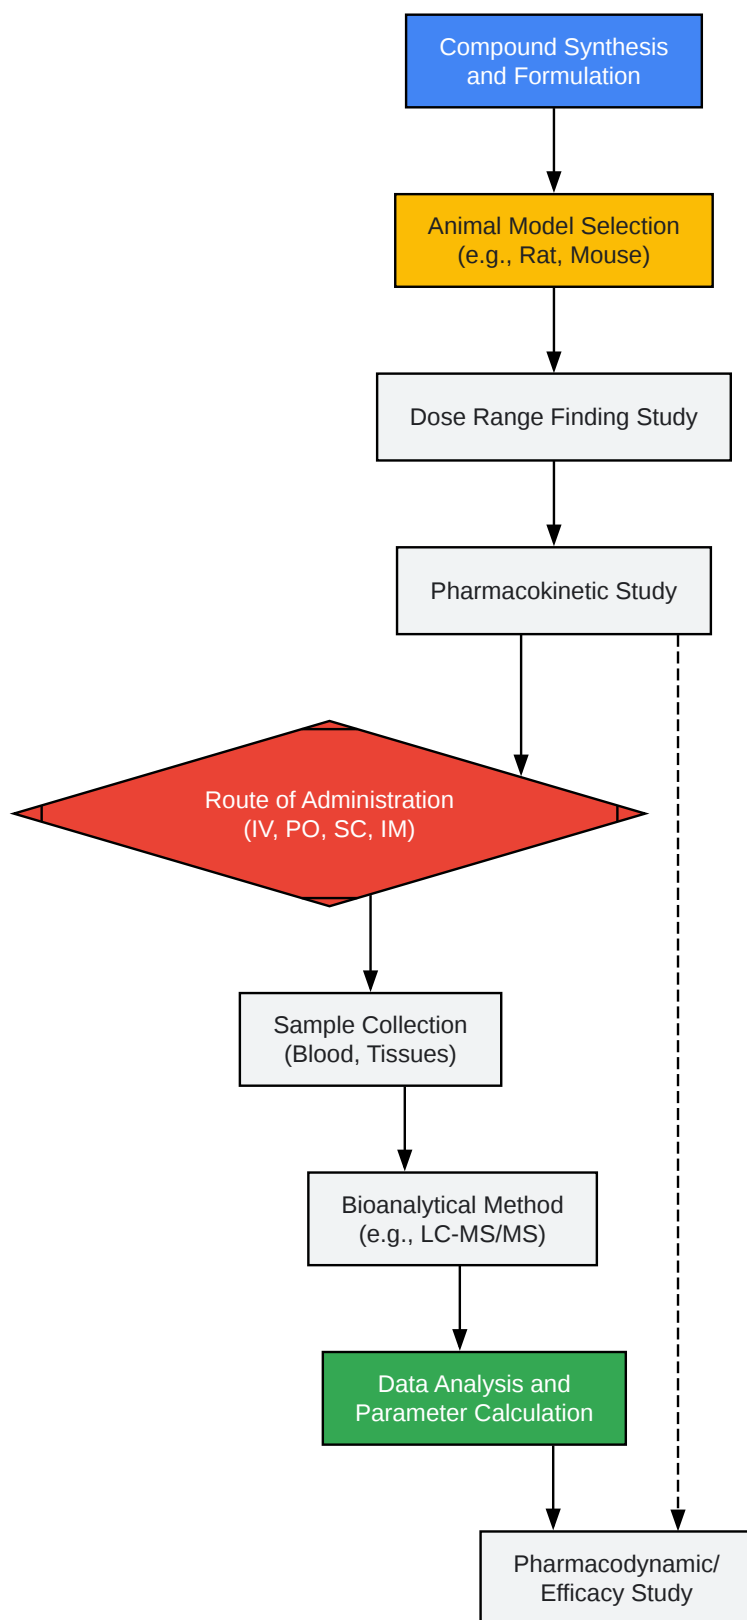 Compound Synthesis
and Formulation
Animal Model Selection
(e.g., Rat, Mouse)
Dose Range Finding Study
Pharmacokinetic Study
Route of Administration
(IV, PO, SC, IM)
Sample Collection
(Blood, Tissues)
Bioanalytical Method
(e.g., LC-MS/MS)
Data Analysis and
Parameter Calculation
Pharmacodynamic/
Efficacy Study